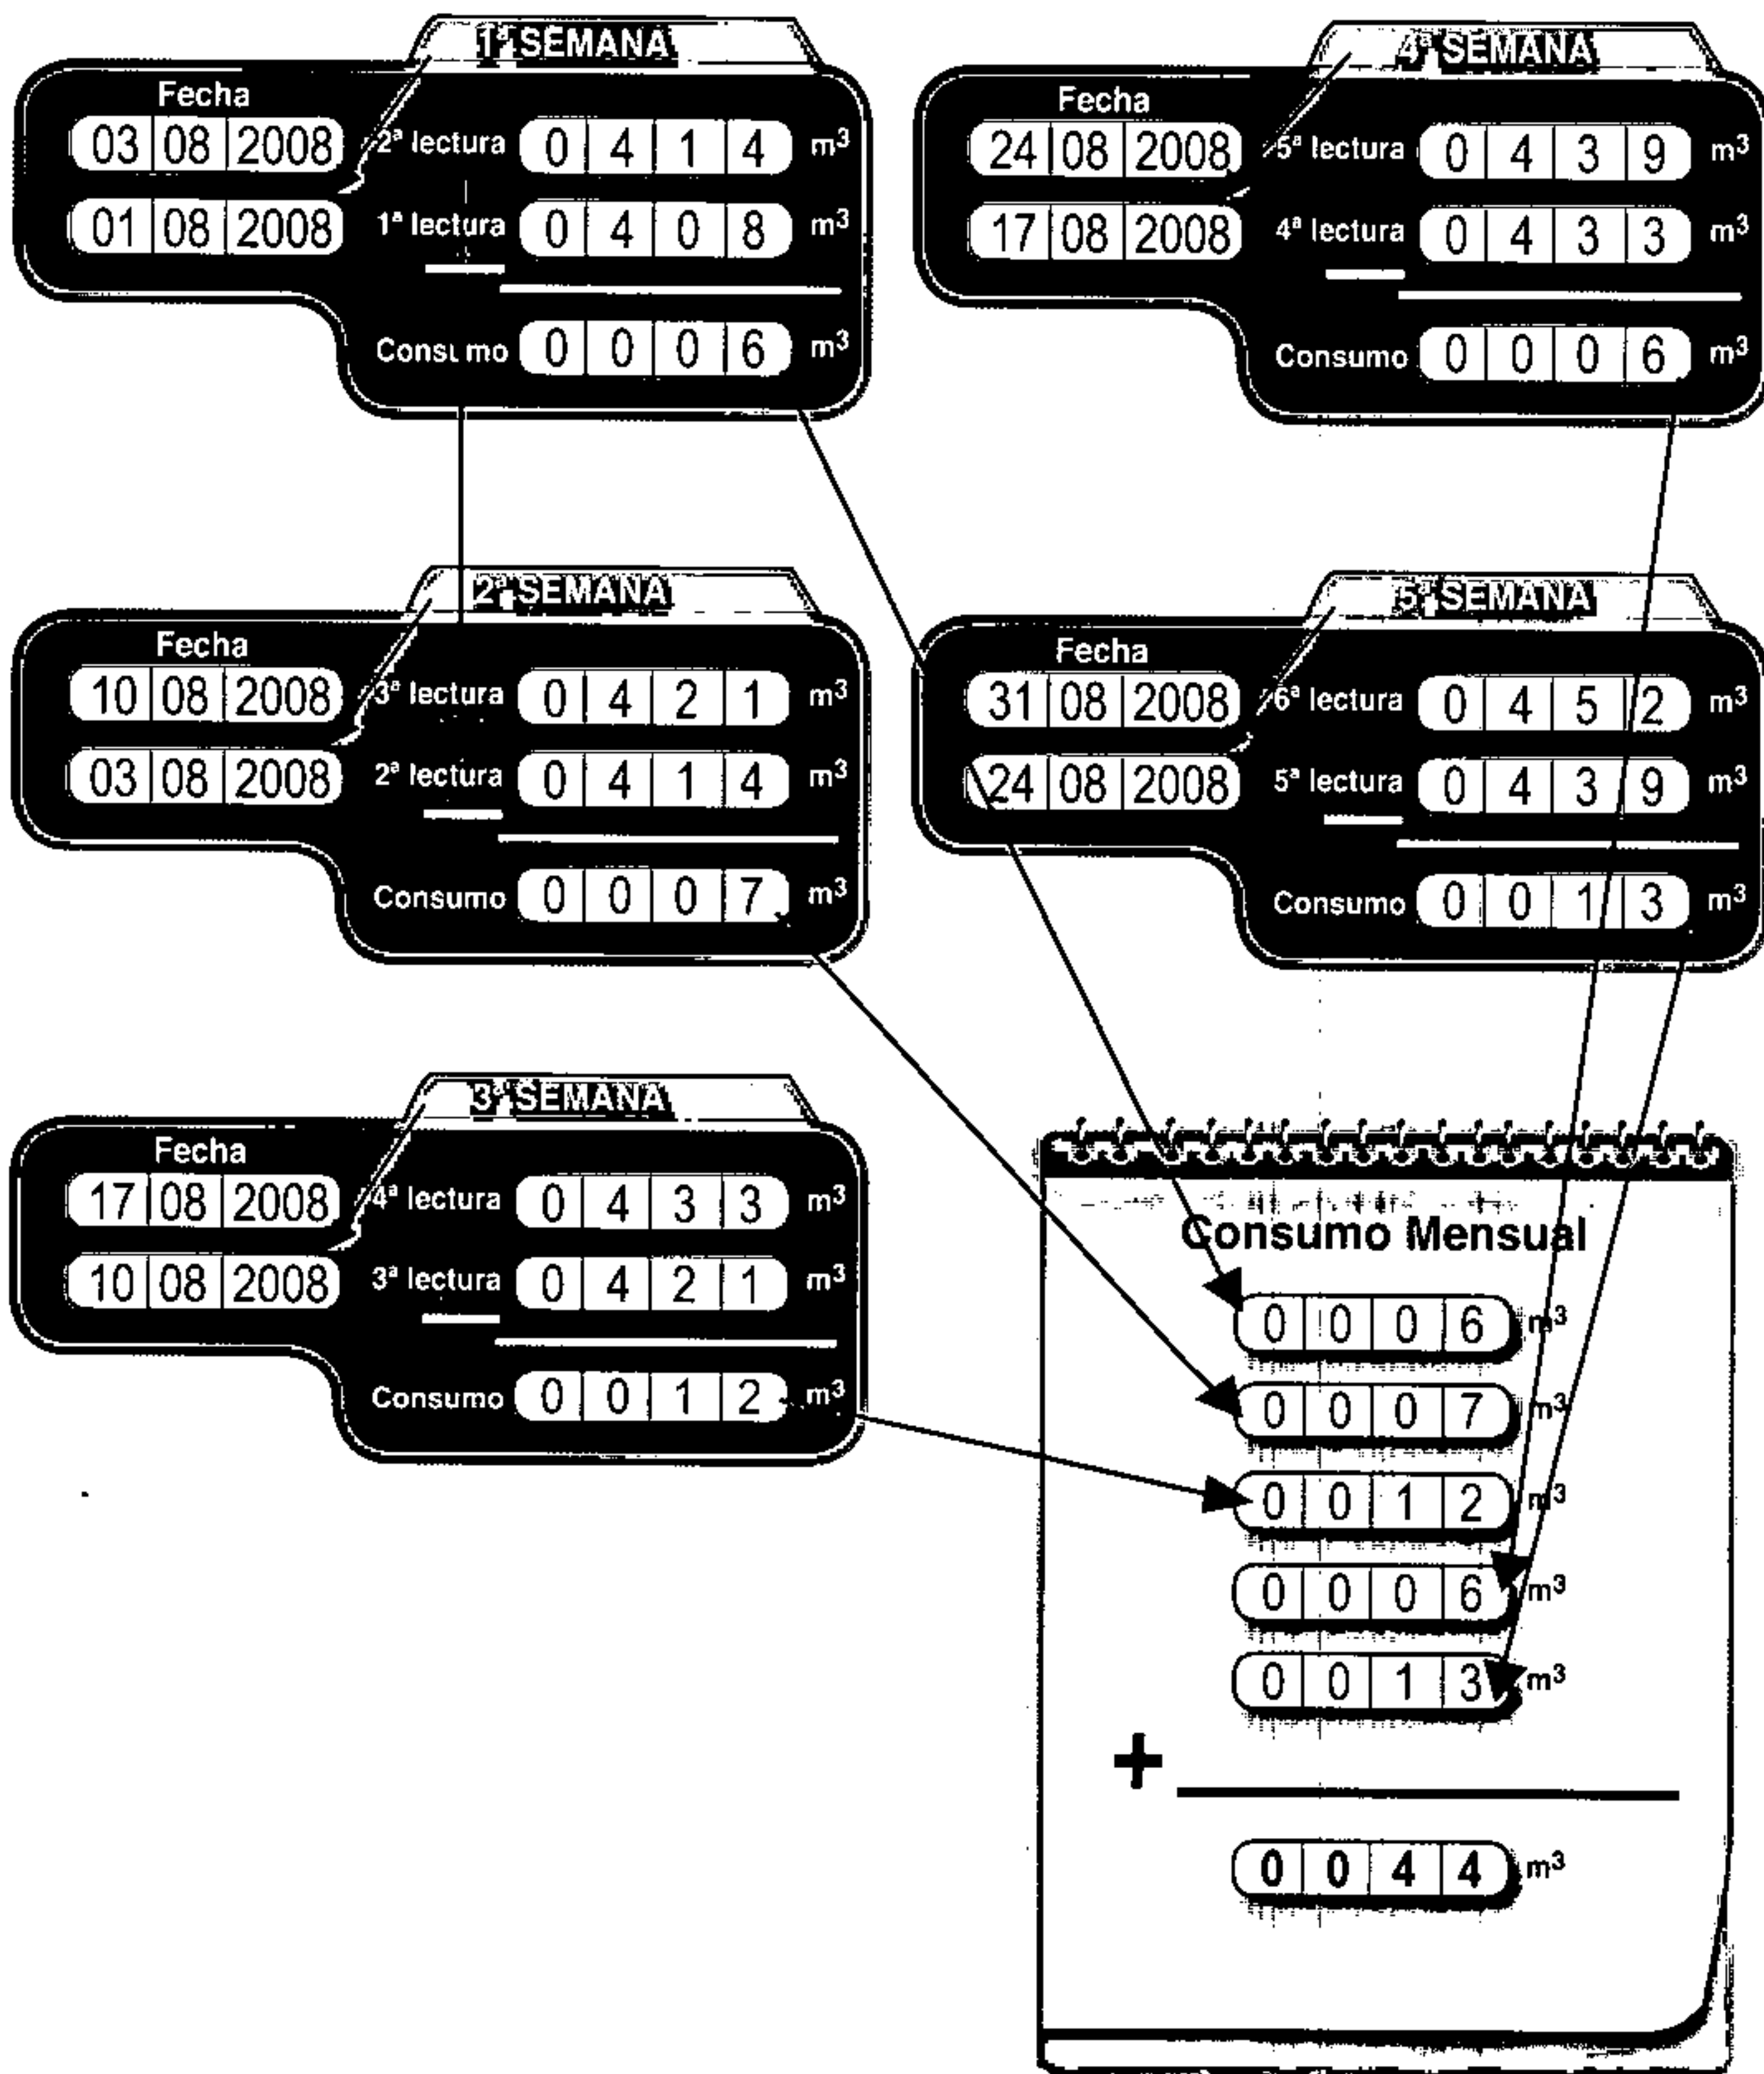 1ª SEMANA
Fecha
03 08 2008 2ª lectura 0 4 1 4 m³
01 08 2008 1ª lectura 0 4 0 8 m³
Consumo 0 0 0 6 m³
2ª SEMANA
Fecha
10 08 2008 3ª lectura 0 4 2 1 m³
03 08 2008 2ª lectura 0 4 1 4 m³
Consumo 0 0 0 7 m³
3ª SEMANA
Fecha
17 08 2008 4ª lectura 0 4 3 3 m³
10 08 2008 3ª lectura 0 4 2 1 m³
Consumo 0 0 1 2 m³
4ª SEMANA
Fecha
24 08 2008 5ª lectura 0 4 3 9 m³
17 08 2008 4ª lectura 0 4 3 3 m³
Consumo 0 0 0 6 m³
5ª SEMANA
Fecha
31 08 2008 6ª lectura 0 4 5 2 m³
24 08 2008 5ª lectura 0 4 3 9 m³
Consumo 0 0 1 3 m³
Consumo Mensual
0 0 0 6 m³
0 0 0 7 m³
0 0 1 2 m³
0 0 0 6 m³
0 0 1 3 m³
+
0 0 4 4 m³